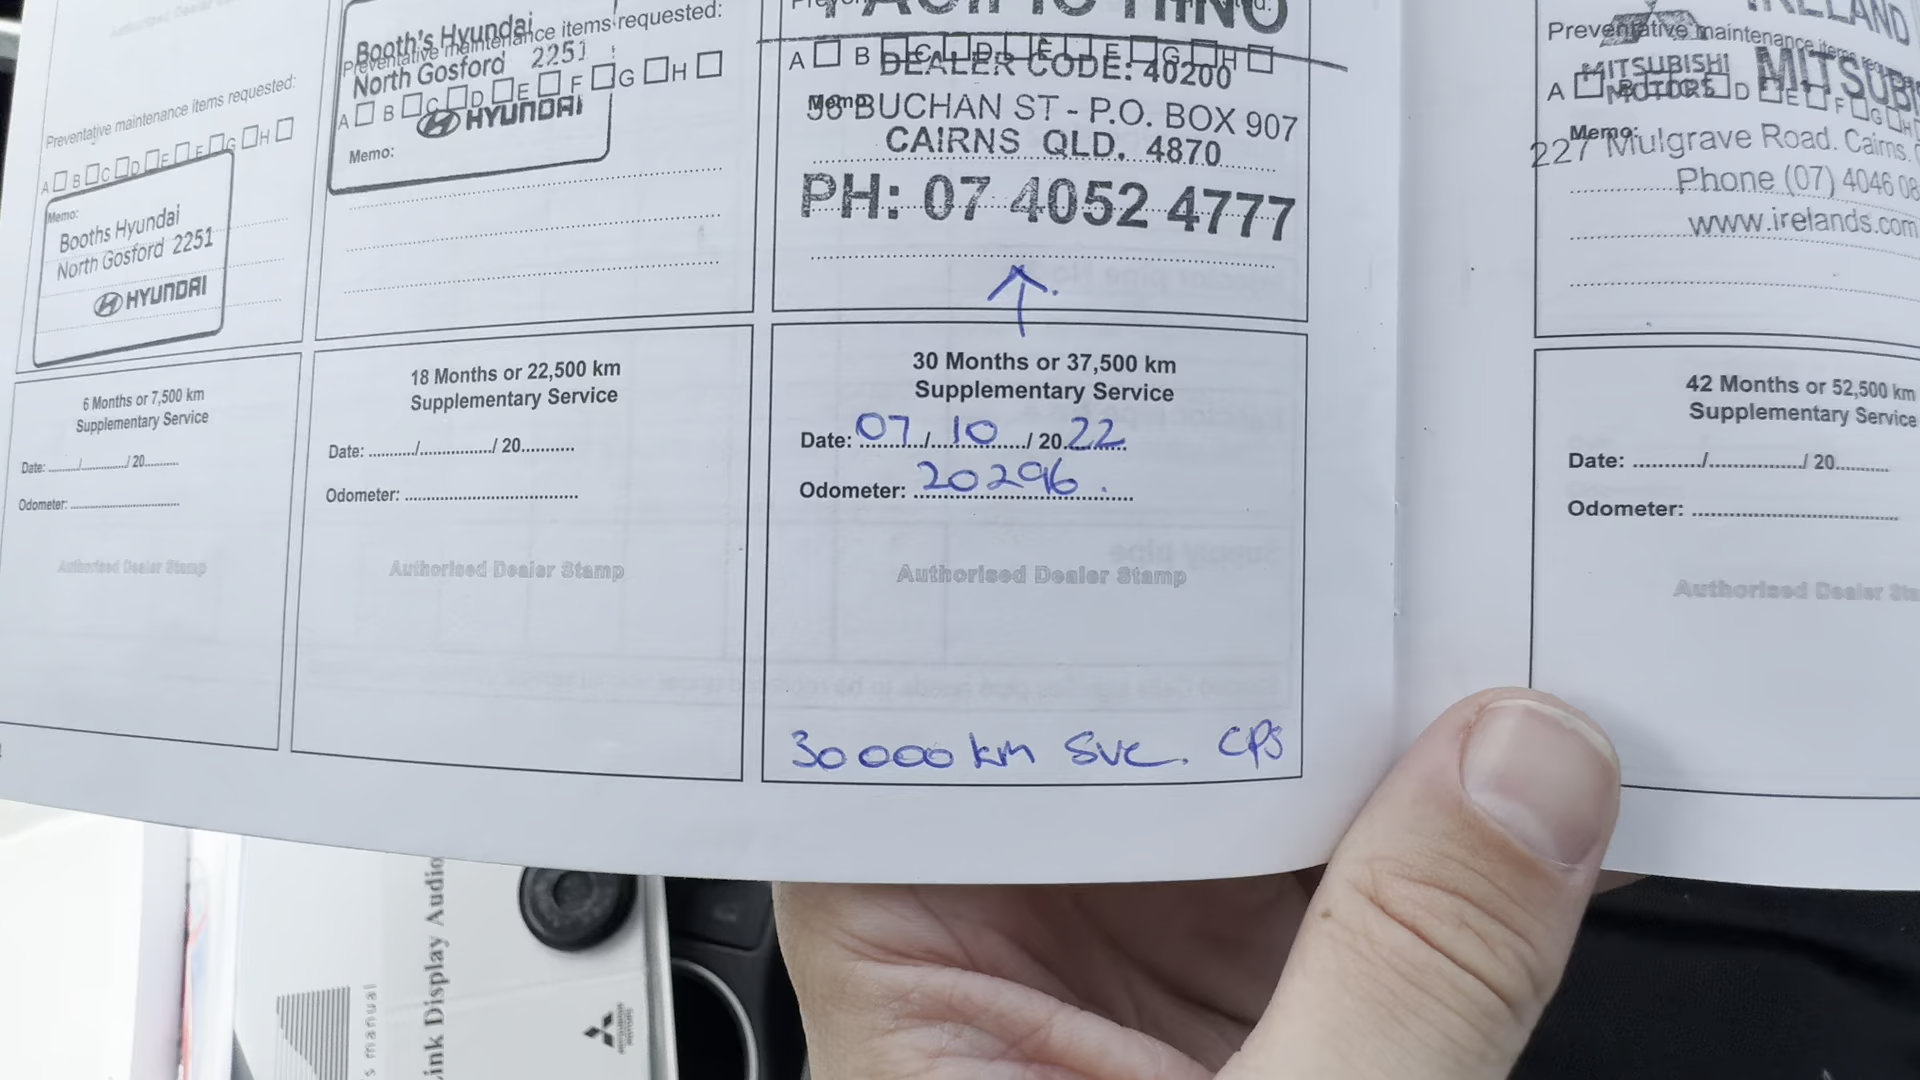 Preventative maintenance items requested:
A B C D E F G H
Memo:
Booths Hyundai
North Gosford 2251
HYUNDAI
6 Months or 7,500 km
Supplementary Service
Date: ......../............/ 20..........
Odometer: ..............................
Authorised Dealer Stamp
Booth's Hyundai
Preventative maintenance items requested:
North Gosford 2251
A B C D E F G H
HYUNDAI
Memo:
18 Months or 22,500 km
Supplementary Service
Date: ........./.............../ 20..........
Odometer: ..................................
Authorised Dealer Stamp
PACIFIC HINO
A B C D E F G H
DEALER CODE: 40200
Memo:
BUCHAN ST - P.O. BOX 907
CAIRNS QLD. 4870
PH: 07 4052 4777
30 Months or 37,500 km
Supplementary Service
Date: 07 / 10 / 20 22
Odometer: 20296
Authorised Dealer Stamp
30000 km SVC. CPS
IRELAND
Preventative maintenance items
MITSUBISHI
MOTORS
MITSUB
A B C D E F G H
Memo:
227 Mulgrave Road. Cairns.
Phone (07) 4046 08
www.irelands.com
42 Months or 52,500 km
Supplementary Service
Date: ........../.............../ 20..........
Odometer: ..................................
Authorised Dealer Sta
ink Display Audio
s manual